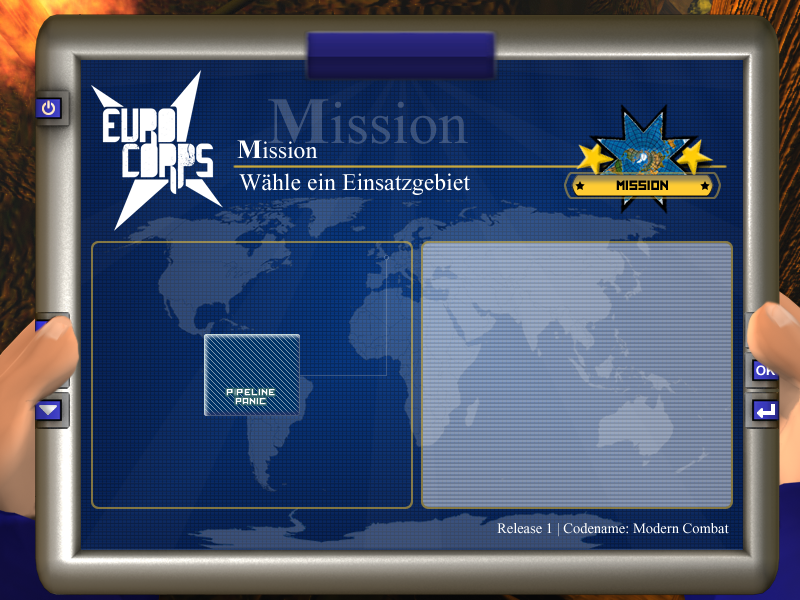 EURO
CORPS
Mission
Mission
Wähle ein Einsatzgebiet
MISSION
PIPELINE
PANIC
OK
Release 1 | Codename: Modern Combat